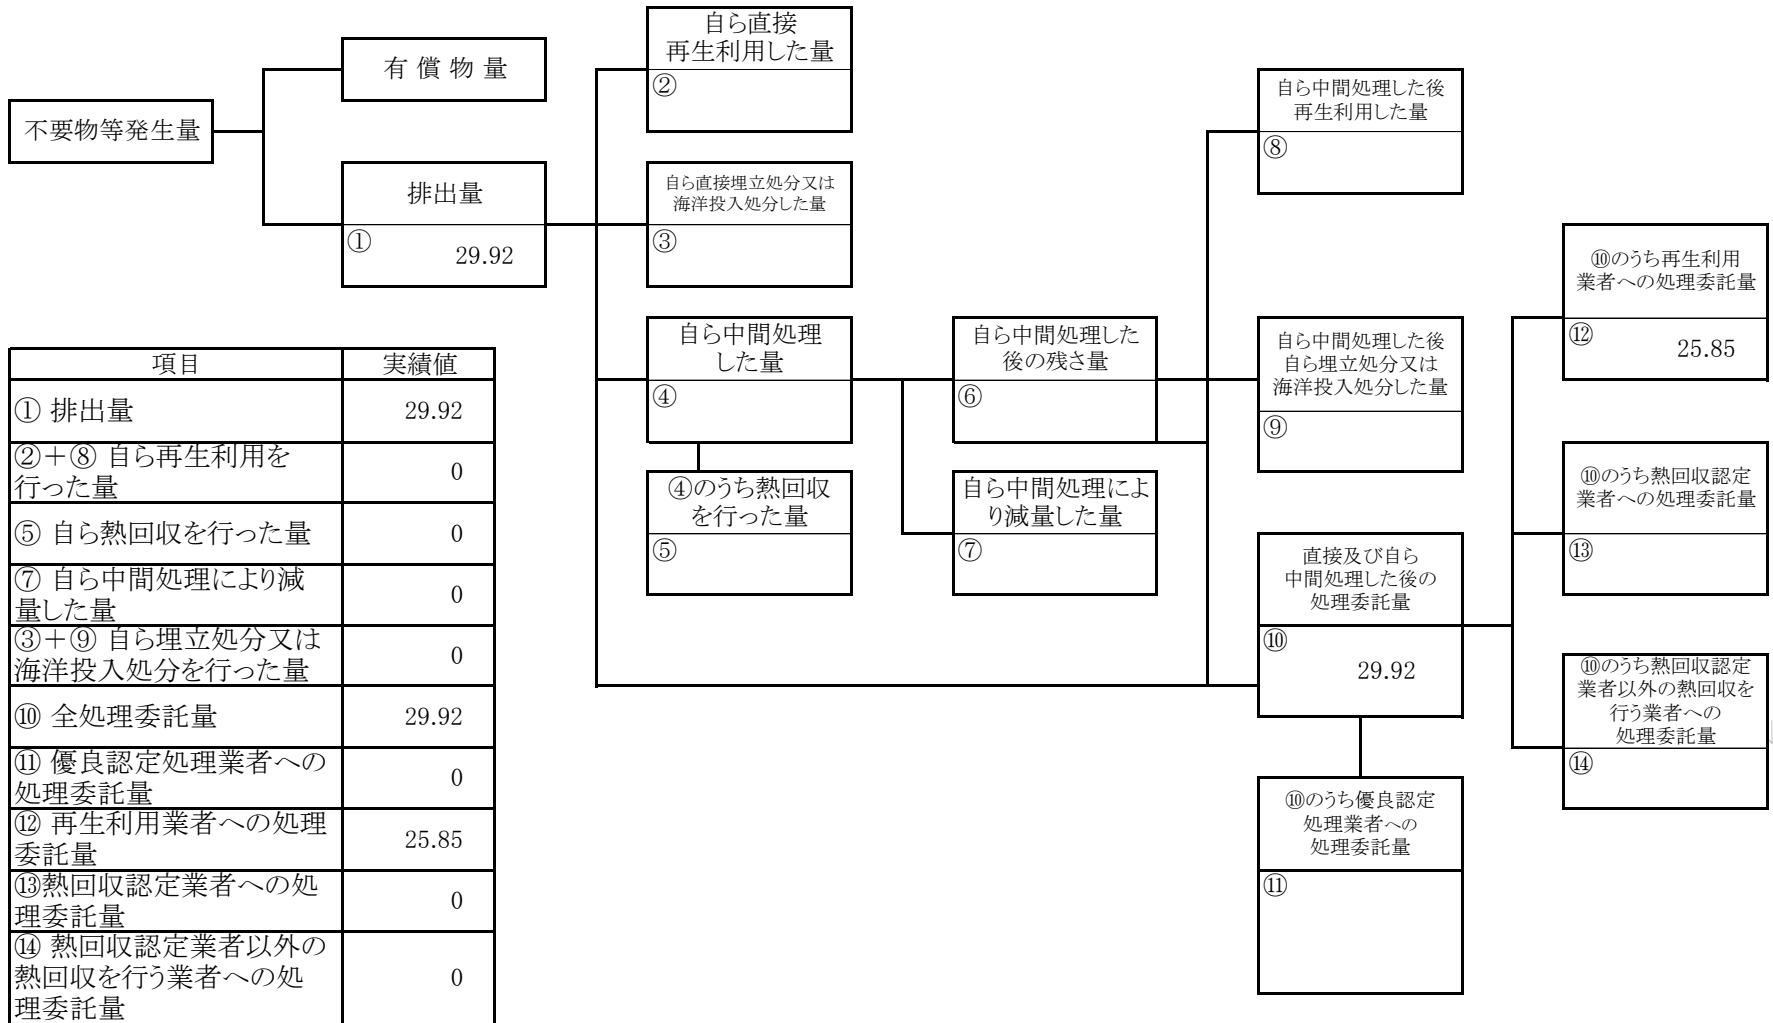 不要物等発生量
有 償 物 量
排出量
①
29.92
自ら直接
再生利用した量
②
自ら直接埋立処分又は
海洋投入処分した量
③
自ら中間処理
した量
④
④のうち熱回収
を行った量
⑤
自ら中間処理した
後の残さ量
⑥
自ら中間処理によ
り減量した量
⑦
自ら中間処理した後
再生利用した量
⑧
自ら中間処理した後
自ら埋立処分又は
海洋投入処分した量
⑨
直接及び自ら
中間処理した後の
処理委託量
⑩
29.92
⑩のうち優良認定
処理業者への
処理委託量
⑪
⑩のうち再生利用
業者への処理委託量
⑫
25.85
⑩のうち熱回収認定
業者への処理委託量
⑬
⑩のうち熱回収認定
業者以外の熱回収を
行う業者への
処理委託量
⑭
項目 実績値
① 排出量 29.92
②＋⑧ 自ら再生利用を
行った量 0
⑤ 自ら熱回収を行った量 0
⑦ 自ら中間処理により減
量した量 0
③＋⑨ 自ら埋立処分又は
海洋投入処分を行った量 0
⑩ 全処理委託量 29.92
⑪ 優良認定処理業者への
処理委託量 0
⑫ 再生利用業者への処理
委託量 25.85
⑬熱回収認定業者への処
理委託量 0
⑭ 熱回収認定業者以外の
熱回収を行う業者への処
理委託量 0